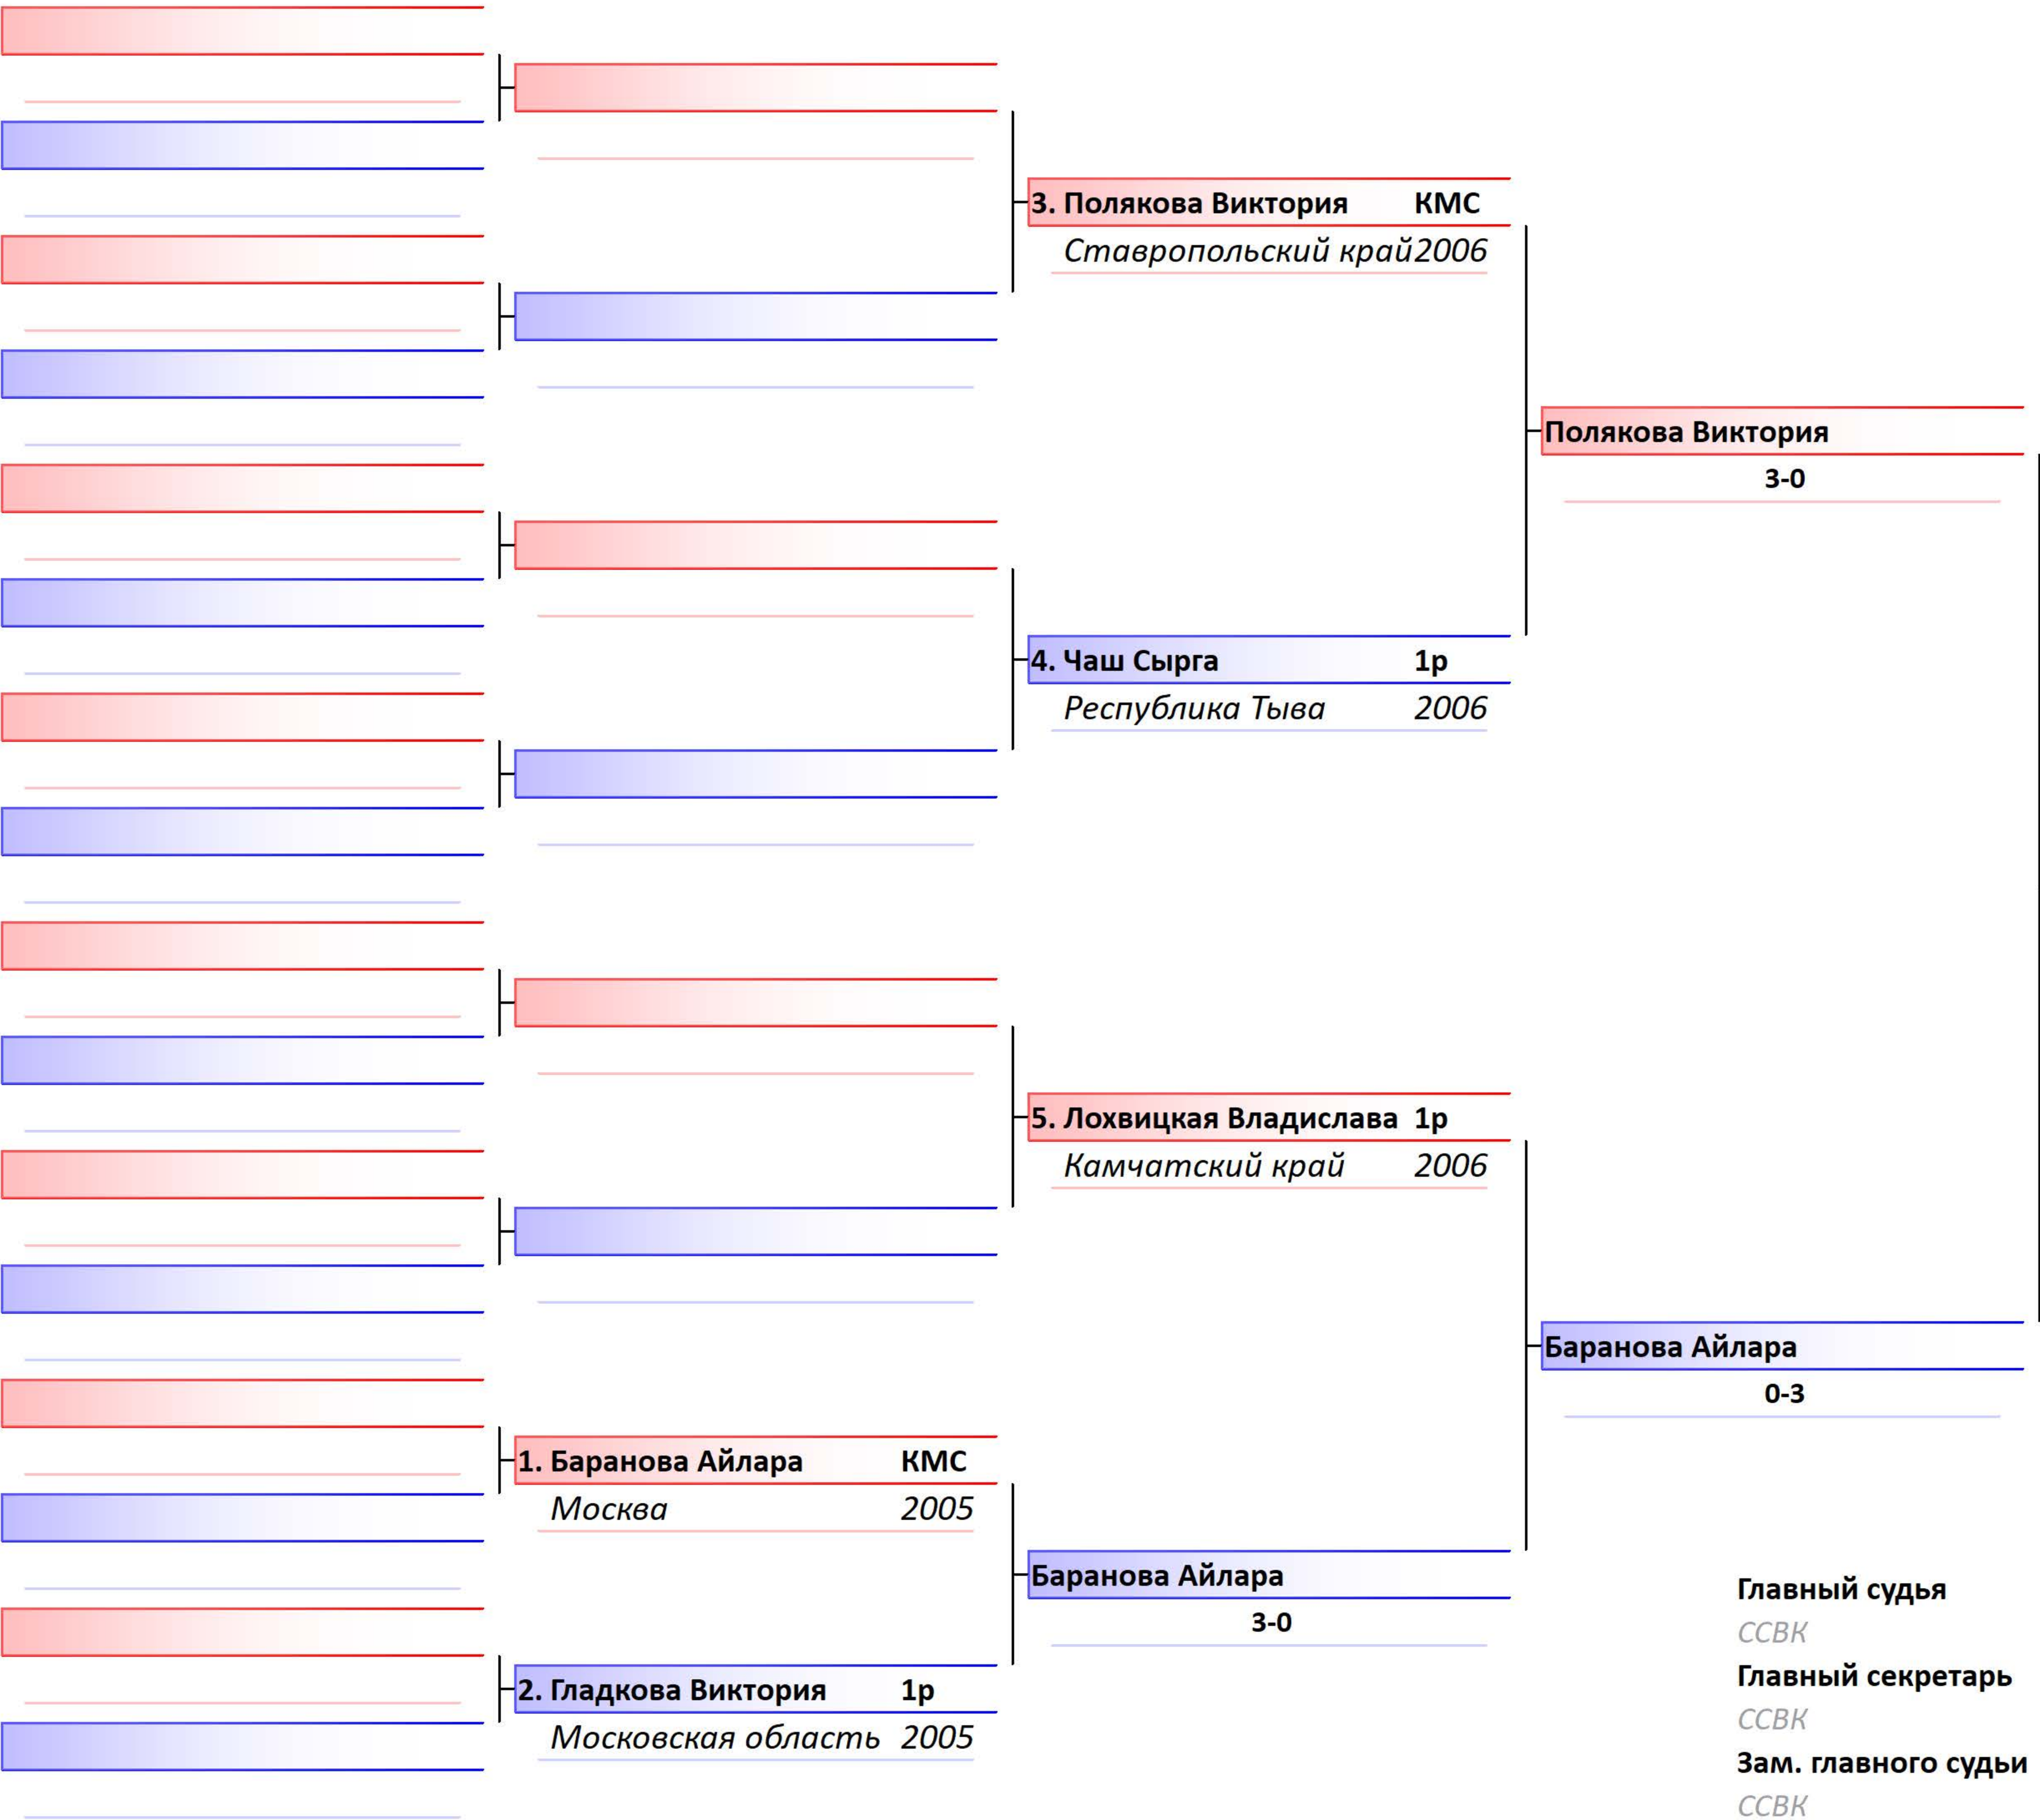 3. Полякова Виктория КМС
Ставропольский край 2006
Полякова Виктория
3-0
4. Чаш Сырга 1р
Республика Тыва 2006
5. Лохвицкая Владислава 1р
Камчатский край 2006
Баранова Айлара
0-3
1. Баранова Айлара КМС
Москва 2005
Баранова Айлара
3-0
2. Гладкова Виктория 1р
Московская область 2005
Главный судья
ССВК
Главный секретарь
ССВК
Зам. главного судьи
ССВК